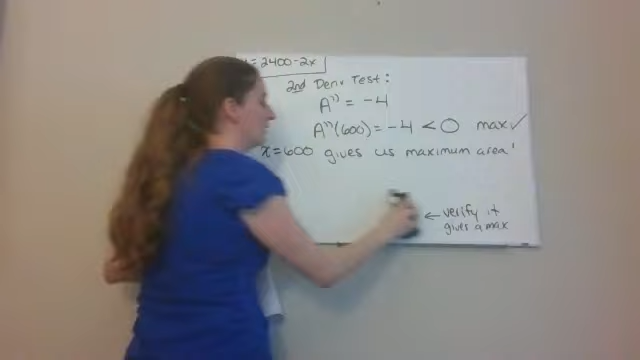 = 2400-2x
2nd Deriv Test:
A'' = -4
A''(600) = -4 < 0 max ✓
x=600 gives us maximum area!
← verify it
gives a max